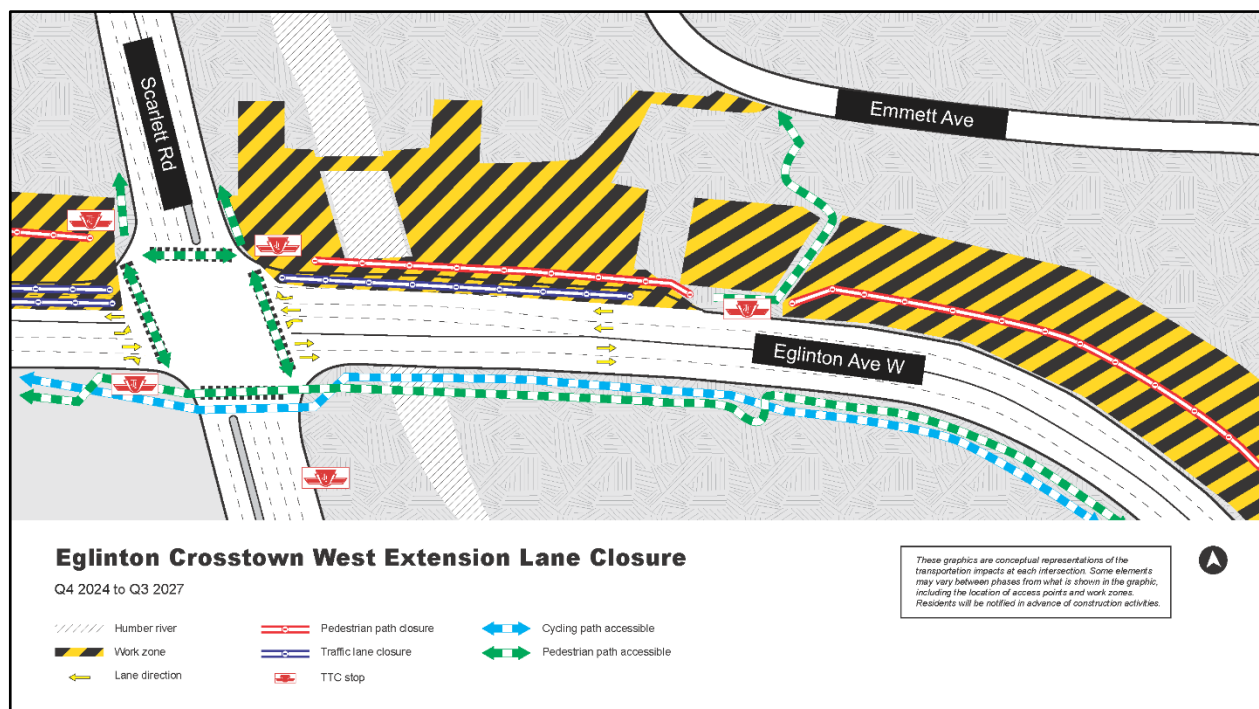 Scarlett Rd
Emmett Ave
Eglinton Ave W
Eglinton Crosstown West Extension Lane Closure
Q4 2024 to Q3 2027
Humber river
Work zone
Lane direction
Pedestrian path closure
Traffic lane closure
TTC stop
Cycling path accessible
Pedestrian path accessible
These graphics are conceptual representations of the
transportation impacts at each intersection. Some elements
may vary between phases from what is shown in the graphic,
including the location of access points and work zones.
Residents will be notified in advance of construction activities.